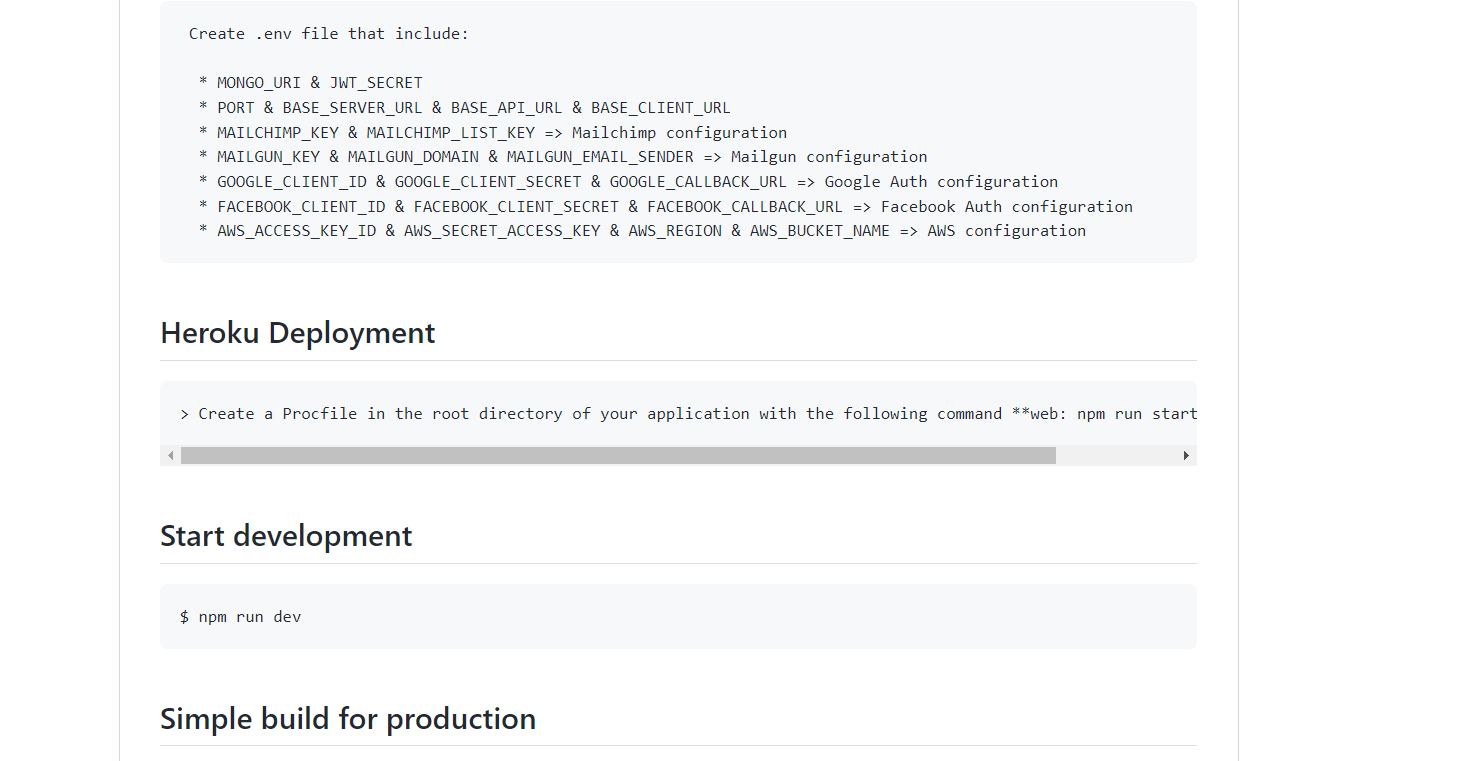 Create .env file that include:
* MONGO_URI & JWT_SECRET
* PORT & BASE_SERVER_URL & BASE_API_URL & BASE_CLIENT_URL
* MAILCHIMP_KEY & MAILCHIMP_LIST_KEY => Mailchimp configuration
* MAILGUN_KEY & MAILGUN_DOMAIN & MAILGUN_EMAIL_SENDER => Mailgun configuration
* GOOGLE_CLIENT_ID & GOOGLE_CLIENT_SECRET & GOOGLE_CALLBACK_URL => Google Auth configuration
* FACEBOOK_CLIENT_ID & FACEBOOK_CLIENT_SECRET & FACEBOOK_CALLBACK_URL => Facebook Auth configuration
* AWS_ACCESS_KEY_ID & AWS_SECRET_ACCESS_KEY & AWS_REGION & AWS_BUCKET_NAME => AWS configuration
Heroku Deployment
> Create a Procfile in the root directory of your application with the following command **web: npm run start
Start development
$ npm run dev
Simple build for production